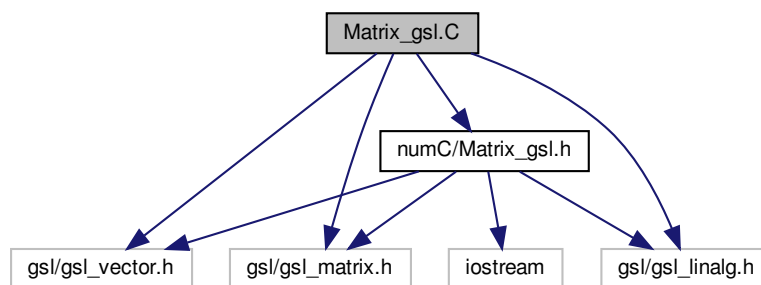 Matrix_gsl.C
numC/Matrix_gsl.h
gsl/gsl_vector.h
gsl/gsl_matrix.h
iostream
gsl/gsl_linalg.h